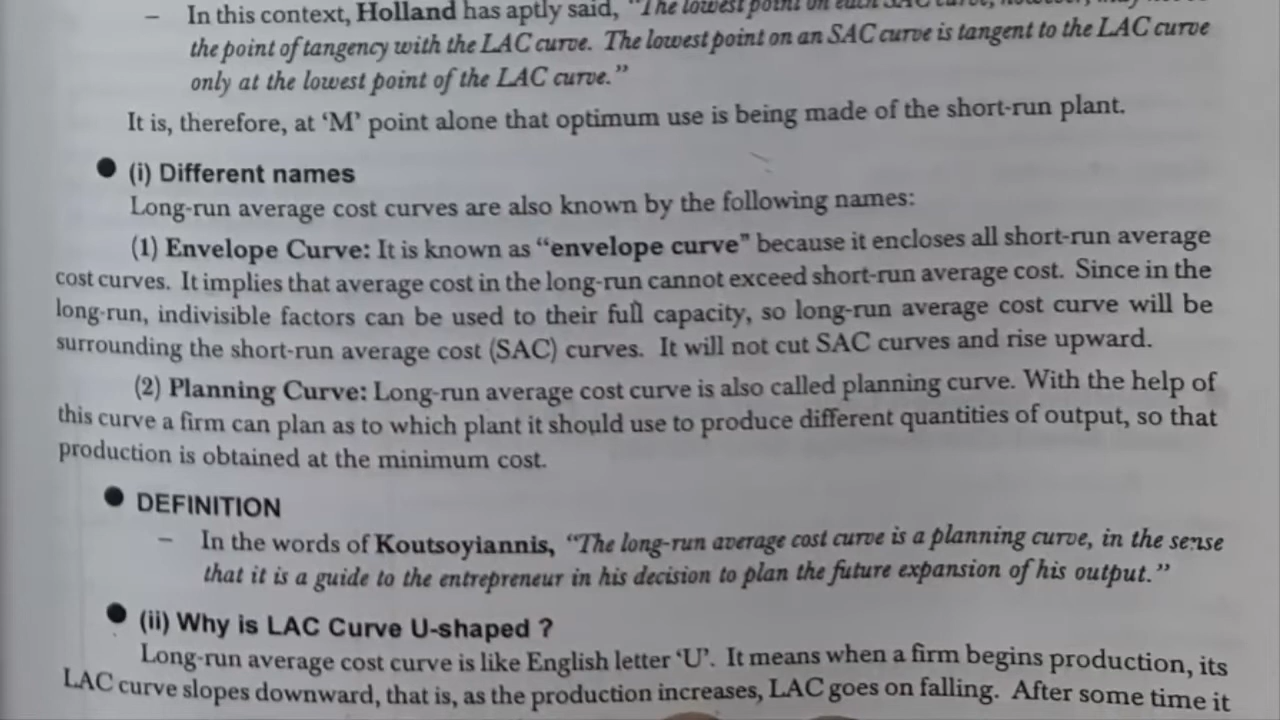 – In this context, Holland has aptly said, "The lowest point on each SAC curve, however, may not be
the point of tangency with the LAC curve. The lowest point on an SAC curve is tangent to the LAC curve
only at the lowest point of the LAC curve."
It is, therefore, at 'M' point alone that optimum use is being made of the short-run plant.
● (i) Different names
Long-run average cost curves are also known by the following names:
(1) Envelope Curve: It is known as "envelope curve" because it encloses all short-run average
cost curves. It implies that average cost in the long-run cannot exceed short-run average cost. Since in the
long-run, indivisible factors can be used to their full capacity, so long-run average cost curve will be
surrounding the short-run average cost (SAC) curves. It will not cut SAC curves and rise upward.
(2) Planning Curve: Long-run average cost curve is also called planning curve. With the help of
this curve a firm can plan as to which plant it should use to produce different quantities of output, so that
production is obtained at the minimum cost.
● DEFINITION
– In the words of Koutsoyiannis, "The long-run average cost curve is a planning curve, in the sense
that it is a guide to the entrepreneur in his decision to plan the future expansion of his output."
● (ii) Why is LAC Curve U-shaped ?
Long-run average cost curve is like English letter 'U'. It means when a firm begins production, its
LAC curve slopes downward, that is, as the production increases, LAC goes on falling. After some time it